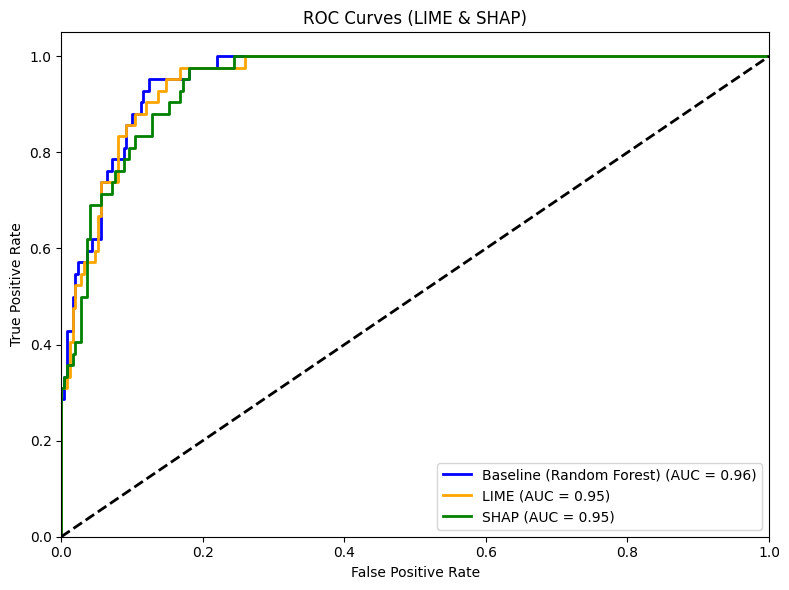 ROC Curves (LIME & SHAP)
1.0
0.8
0.6
0.4
0.2
0.0
True Positive Rate
Baseline (Random Forest) (AUC = 0.96)
LIME (AUC = 0.95)
SHAP (AUC = 0.95)
0.0 0.2 0.4 0.6 0.8 1.0
False Positive Rate